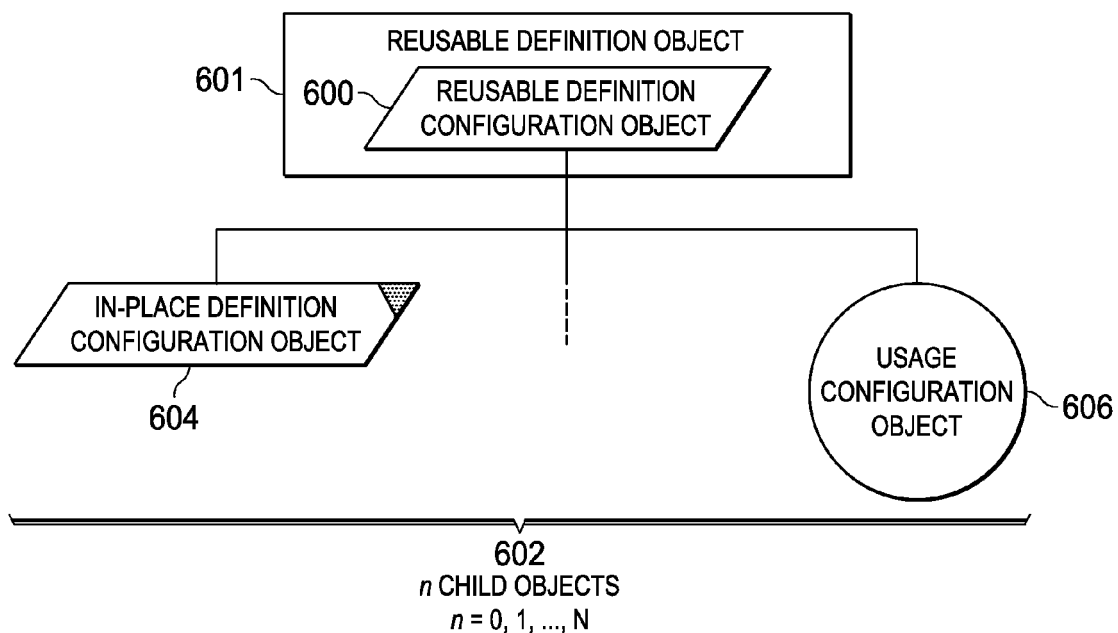 REUSABLE DEFINITION OBJECT
601
600
REUSABLE DEFINITION
CONFIGURATION OBJECT
IN-PLACE DEFINITION
CONFIGURATION OBJECT
604
USAGE
CONFIGURATION
OBJECT
606
602
n CHILD OBJECTS
n = 0, 1, ..., N